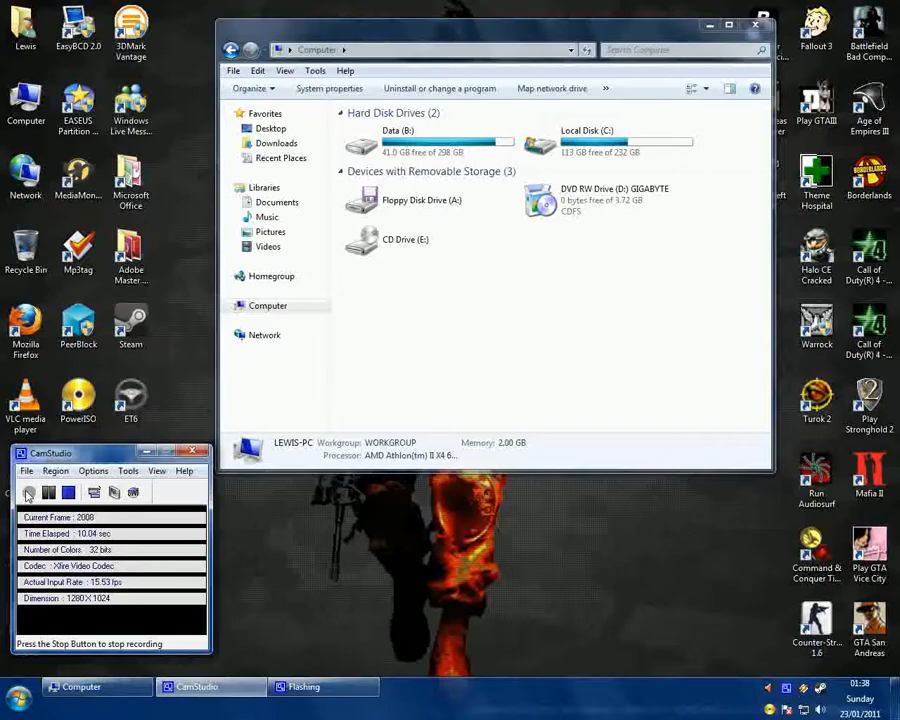 Lewis
EasyBCD 2.0
3DMark Vantage
Computer
EASEUS Partition ...
Windows Live Mess...
Network
MediaMon...
Microsoft Office
Recycle Bin
Mp3tag
Adobe Master ...
Mozilla Firefox
PeerBlock
Steam
VLC media player
PowerISO
ET6
Computer
Search Computer
File Edit View Tools Help
Organize
System properties
Uninstall or change a program
Map network drive
»
Favorites
Desktop
Downloads
Recent Places
Libraries
Documents
Music
Pictures
Videos
Homegroup
Computer
Network
Hard Disk Drives (2)
Data (B:)
41.0 GB free of 298 GB
Local Disk (C:)
113 GB free of 232 GB
Devices with Removable Storage (3)
Floppy Disk Drive (A:)
DVD RW Drive (D:) GIGABYTE
0 bytes free of 3.72 GB
CDFS
CD Drive (E:)
LEWIS-PC Workgroup: WORKGROUP Memory: 2.00 GB
Processor: AMD Athlon(tm) II X4 6...
Fallout 3
Battlefield Bad Comp...
Play GTAIII
Age of Empires III
Theme Hospital
Borderlands
Halo CE Cracked
Call of Duty(R) 4 -...
Warrock
Call of Duty(R) 4 -...
Turok 2
Play Stronghold 2
Run Audiosurf
Mafia II
Command & Conquer Ti...
Play GTA Vice City
Counter-Str... 1.6
GTA San Andreas
CamStudio
File Region Options Tools View Help
Current Frame : 2008
Time Elasped : 10.04 sec
Number of Colors : 32 bits
Codec : Xfire Video Codec
Actual Input Rate : 15.53 fps
Dimension : 1280 X 1024
Press the Stop Button to stop recording
Computer
CamStudio
Flashing
01:38
Sunday
23/01/2011